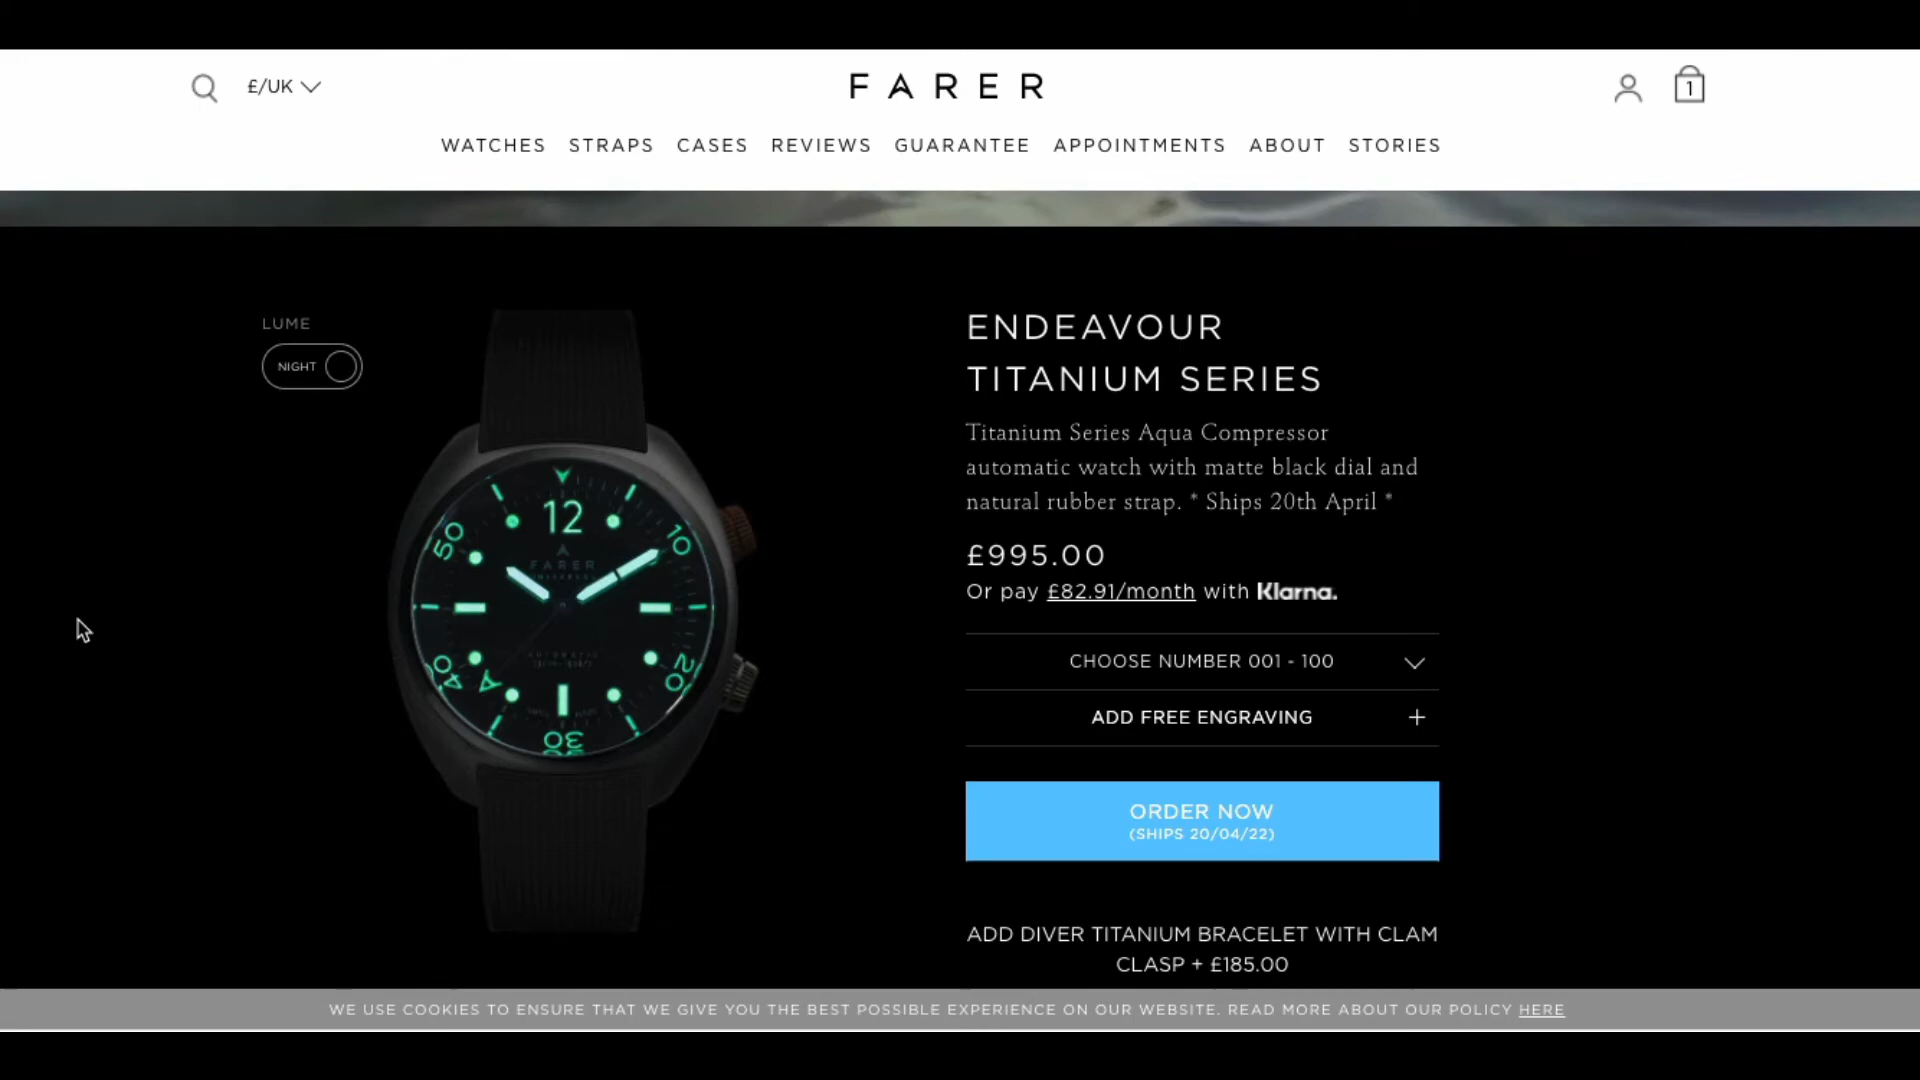 £/UK
FARER
1
WATCHES STRAPS CASES REVIEWS GUARANTEE APPOINTMENTS ABOUT STORIES
LUME
NIGHT
12
10
20
30
40
50
FARER
AUTOMATIC
ENDEAVOUR
TITANIUM SERIES
Titanium Series Aqua Compressor
automatic watch with matte black dial and
natural rubber strap. * Ships 20th April *
£995.00
Or pay £82.91/month with Klarna.
CHOOSE NUMBER 001 - 100
ADD FREE ENGRAVING +
ORDER NOW
(SHIPS 20/04/22)
ADD DIVER TITANIUM BRACELET WITH CLAM
CLASP + £185.00
WE USE COOKIES TO ENSURE THAT WE GIVE YOU THE BEST POSSIBLE EXPERIENCE ON OUR WEBSITE. READ MORE ABOUT OUR POLICY HERE